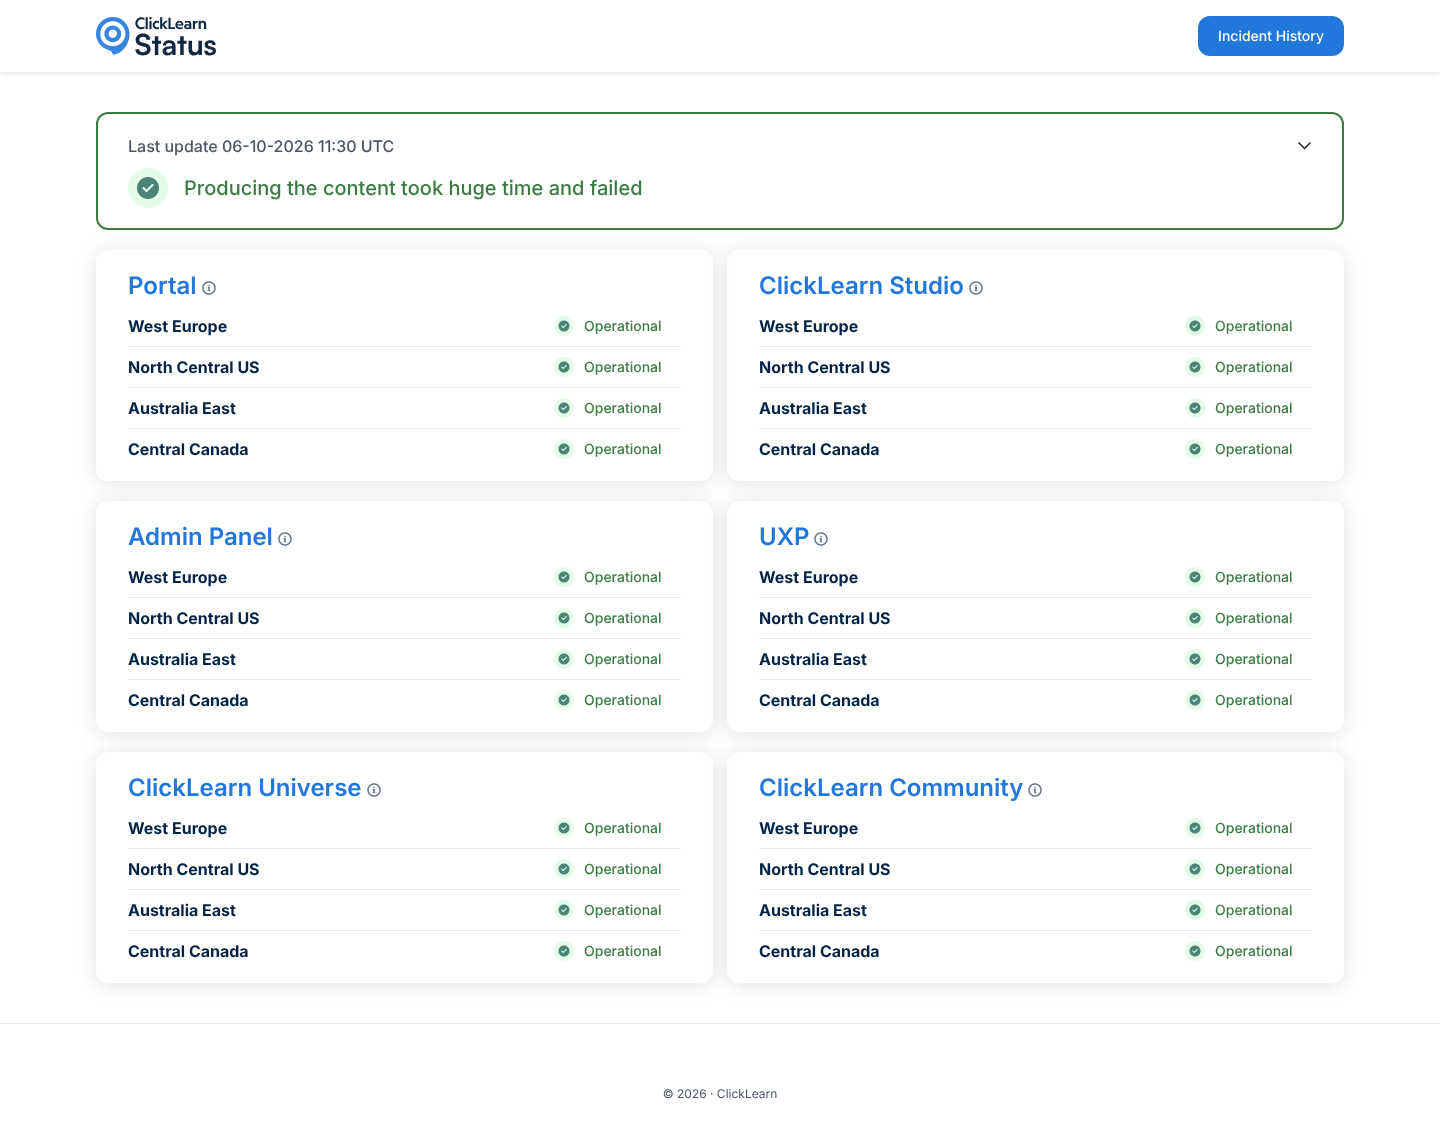 ClickLearn
Status
Incident History
Last update 06-10-2026 11:30 UTC
Producing the content took huge time and failed
Portal
West Europe Operational
North Central US Operational
Australia East Operational
Central Canada Operational
ClickLearn Studio
West Europe Operational
North Central US Operational
Australia East Operational
Central Canada Operational
Admin Panel
West Europe Operational
North Central US Operational
Australia East Operational
Central Canada Operational
UXP
West Europe Operational
North Central US Operational
Australia East Operational
Central Canada Operational
ClickLearn Universe
West Europe Operational
North Central US Operational
Australia East Operational
Central Canada Operational
ClickLearn Community
West Europe Operational
North Central US Operational
Australia East Operational
Central Canada Operational
© 2026 · ClickLearn